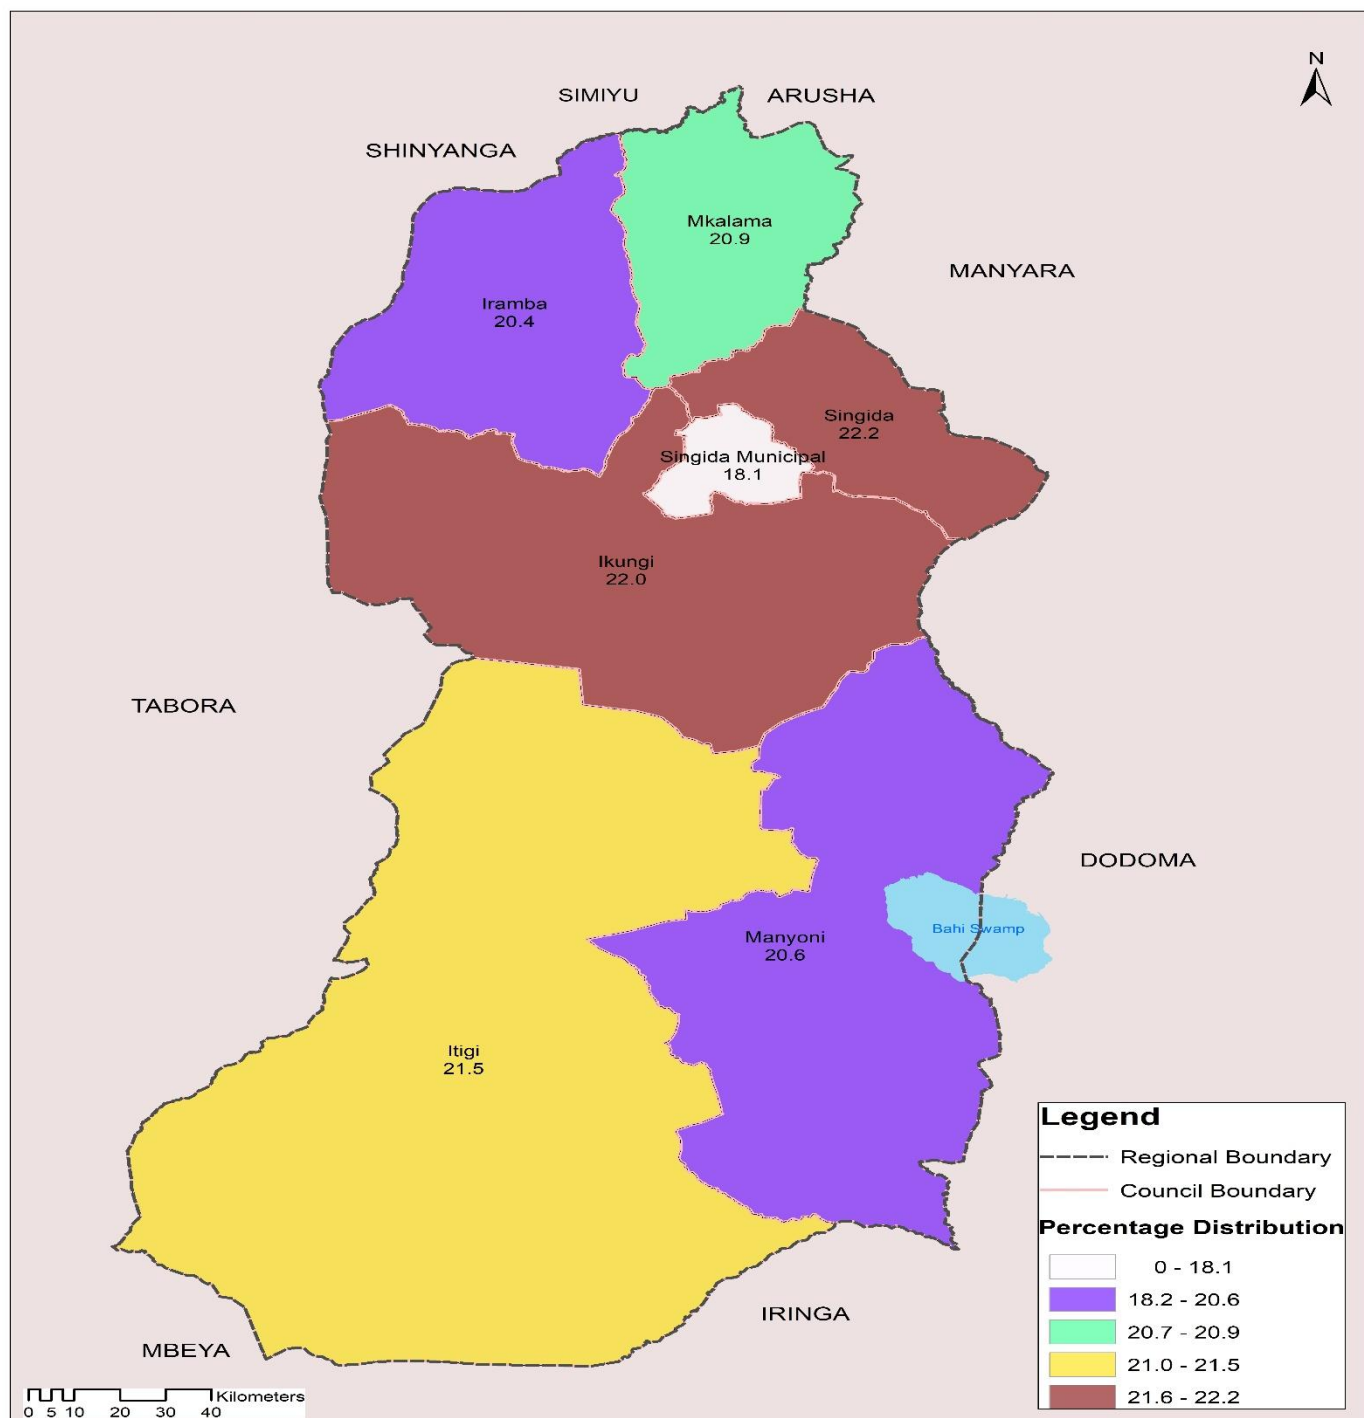 N
SIMIYU
ARUSHA
SHINYANGA
Mkalama
20.9
MANYARA
Iramba
20.4
Singida
22.2
Singida Municipal
18.1
Ikungi
22.0
TABORA
DODOMA
Bahi Swamp
Manyoni
20.6
Itigi
21.5
IRINGA
MBEYA
Legend
Regional Boundary
Council Boundary
Percentage Distribution
0 - 18.1
18.2 - 20.6
20.7 - 20.9
21.0 - 21.5
21.6 - 22.2
Kilometers
0 5 10 20 30 40